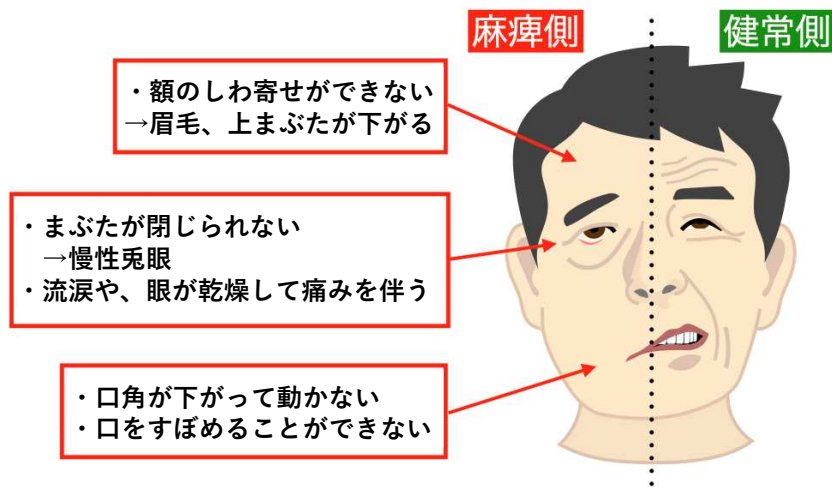 麻痺側
健常側
・額のしわ寄せができない
→眉毛、上まぶたが下がる
・まぶたが閉じられない
→慢性兎眼
・流涙や、眼が乾燥して痛みを伴う
・口角が下がって動かない
・口をすぼめることができない